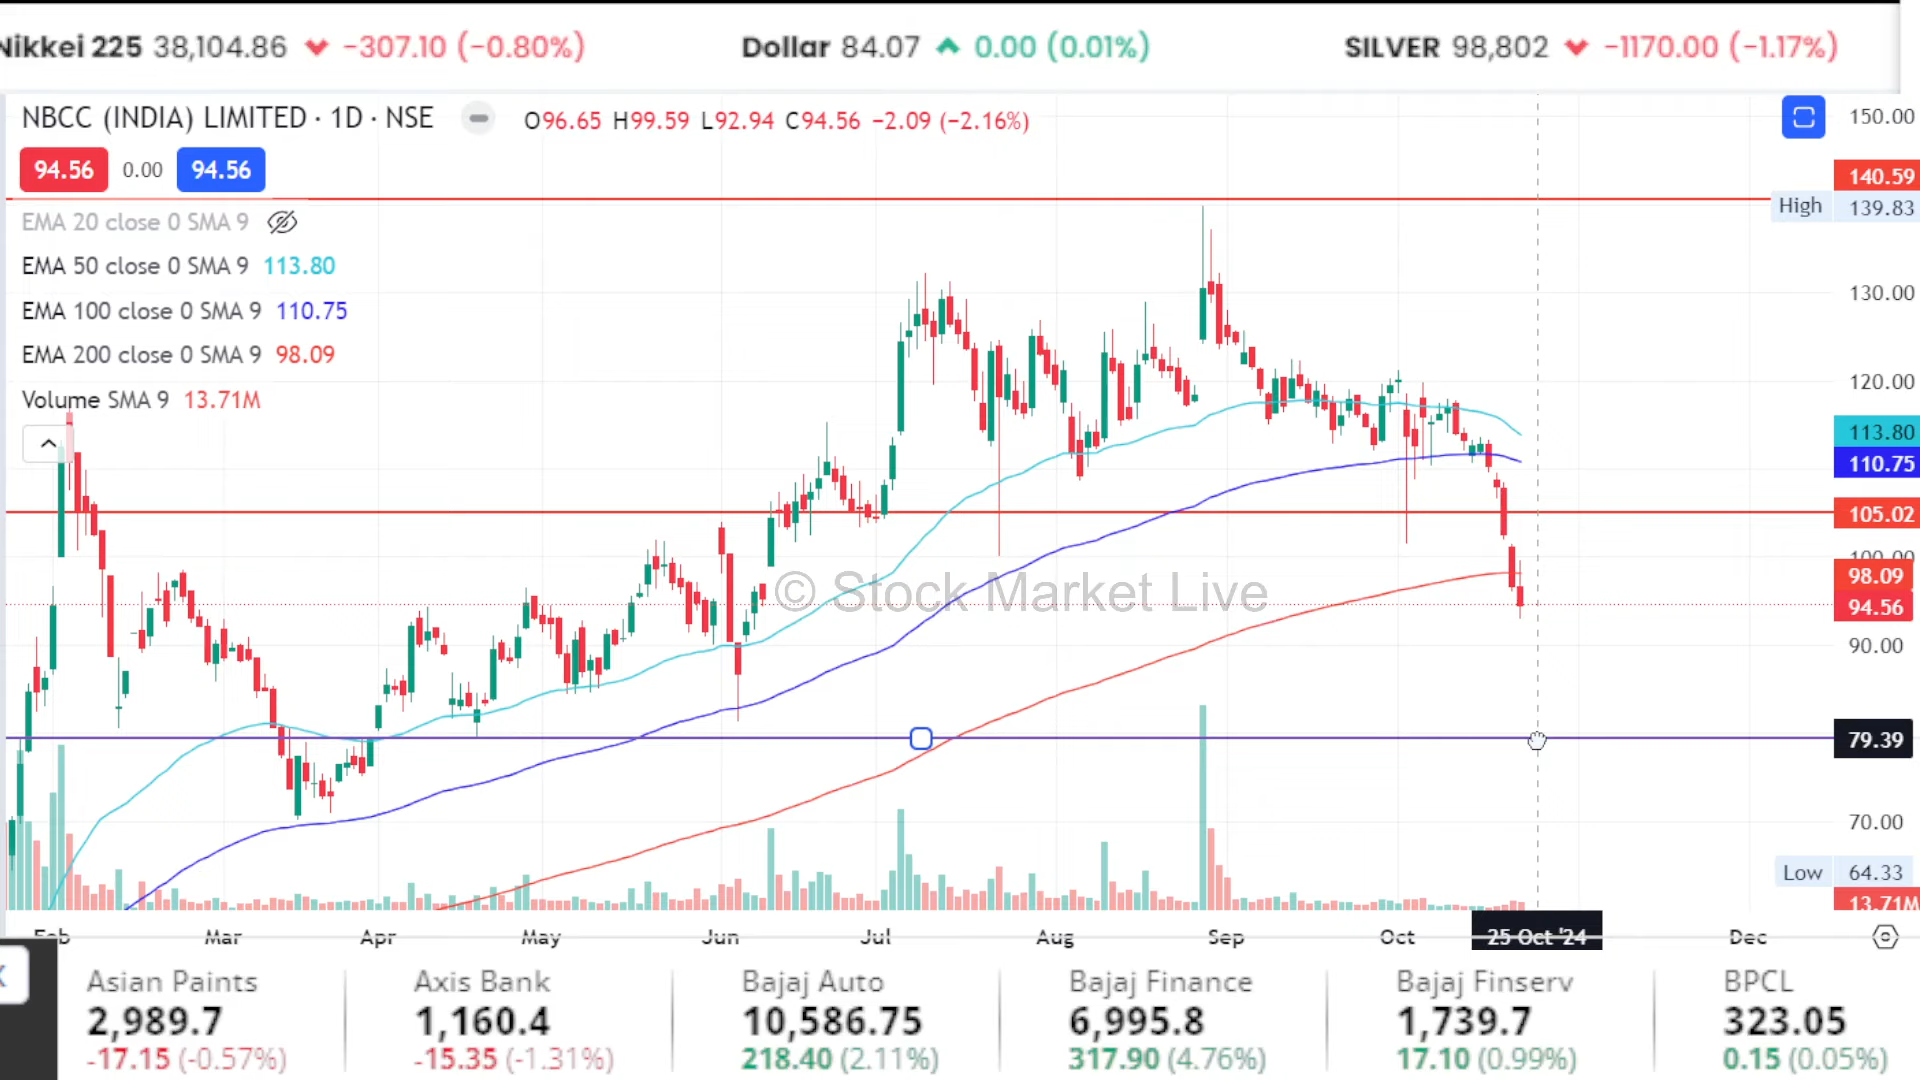 Nikkei 225 38,104.86 -307.10 (-0.80%) Dollar 84.07 0.00 (0.01%) SILVER 98,802 -1170.00 (-1.17%)
NBCC (INDIA) LIMITED · 1D · NSE O96.65 H99.59 L92.94 C94.56 −2.09 (−2.16%)
150.00
94.56 0.00 94.56
140.59
High 139.83
EMA 20 close 0 SMA 9
EMA 50 close 0 SMA 9 113.80
130.00
EMA 100 close 0 SMA 9 110.75
EMA 200 close 0 SMA 9 98.09
120.00
Volume SMA 9 13.71M
113.80
110.75
105.02
100.00
98.09
© Stock Market Live
94.56
90.00
79.39
70.00
Low 64.33
13.71M
Feb Mar Apr May Jun Jul Aug Sep Oct 25 Oct '24 Dec
Asian Paints Axis Bank Bajaj Auto Bajaj Finance Bajaj Finserv BPCL
2,989.7 1,160.4 10,586.75 6,995.8 1,739.7 323.05
-17.15 (-0.57%) -15.35 (-1.31%) 218.40 (2.11%) 317.90 (4.76%) 17.10 (0.99%) 0.15 (0.05%)